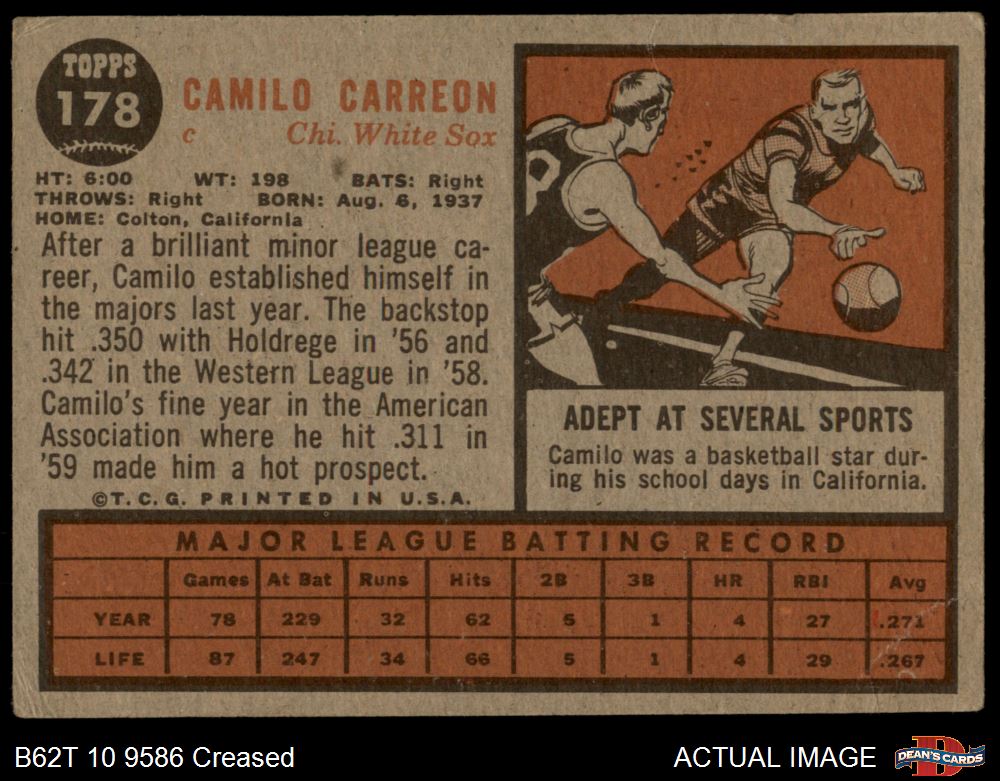 TOPPS
178
CAMILO CARREON
c Chi. White Sox
HT: 6:00 WT: 198 BATS: Right
THROWS: Right BORN: Aug. 6, 1937
HOME: Colton, California
After a brilliant minor league ca-
reer, Camilo established himself in
the majors last year. The backstop
hit .350 with Holdrege in '56 and
.342 in the Western League in '58.
Camilo's fine year in the American
Association where he hit .311 in
'59 made him a hot prospect.
©T.C.G. PRINTED IN U.S.A.
ADEPT AT SEVERAL SPORTS
Camilo was a basketball star dur-
ing his school days in California.
MAJOR LEAGUE BATTING RECORD
Games At Bat Runs Hits 2B 3B HR RBI Avg
YEAR 78 229 32 62 5 1 4 27 .271
LIFE 87 247 34 66 5 1 4 29 .267
B62T 10 9586 Creased
ACTUAL IMAGE
DEAN'S CARDS